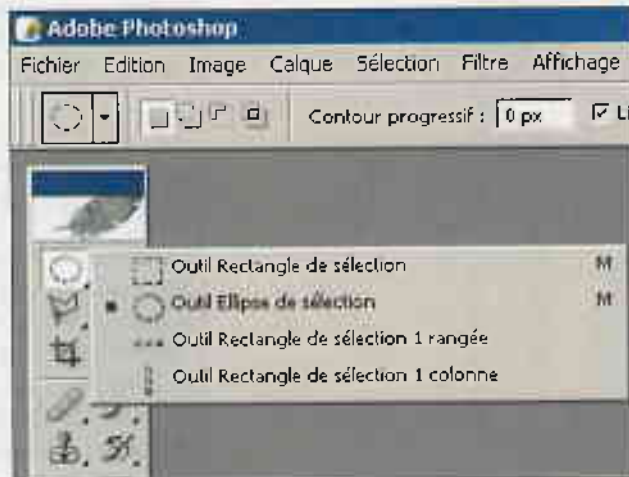 Adobe Photoshop
Fichier Edition Image Calque Sélection Filtre Affichage
Contour progressif : 0 px
Outil Rectangle de sélection M
Outil Ellipse de sélection M
Outil Rectangle de sélection 1 rangée
Outil Rectangle de sélection 1 colonne